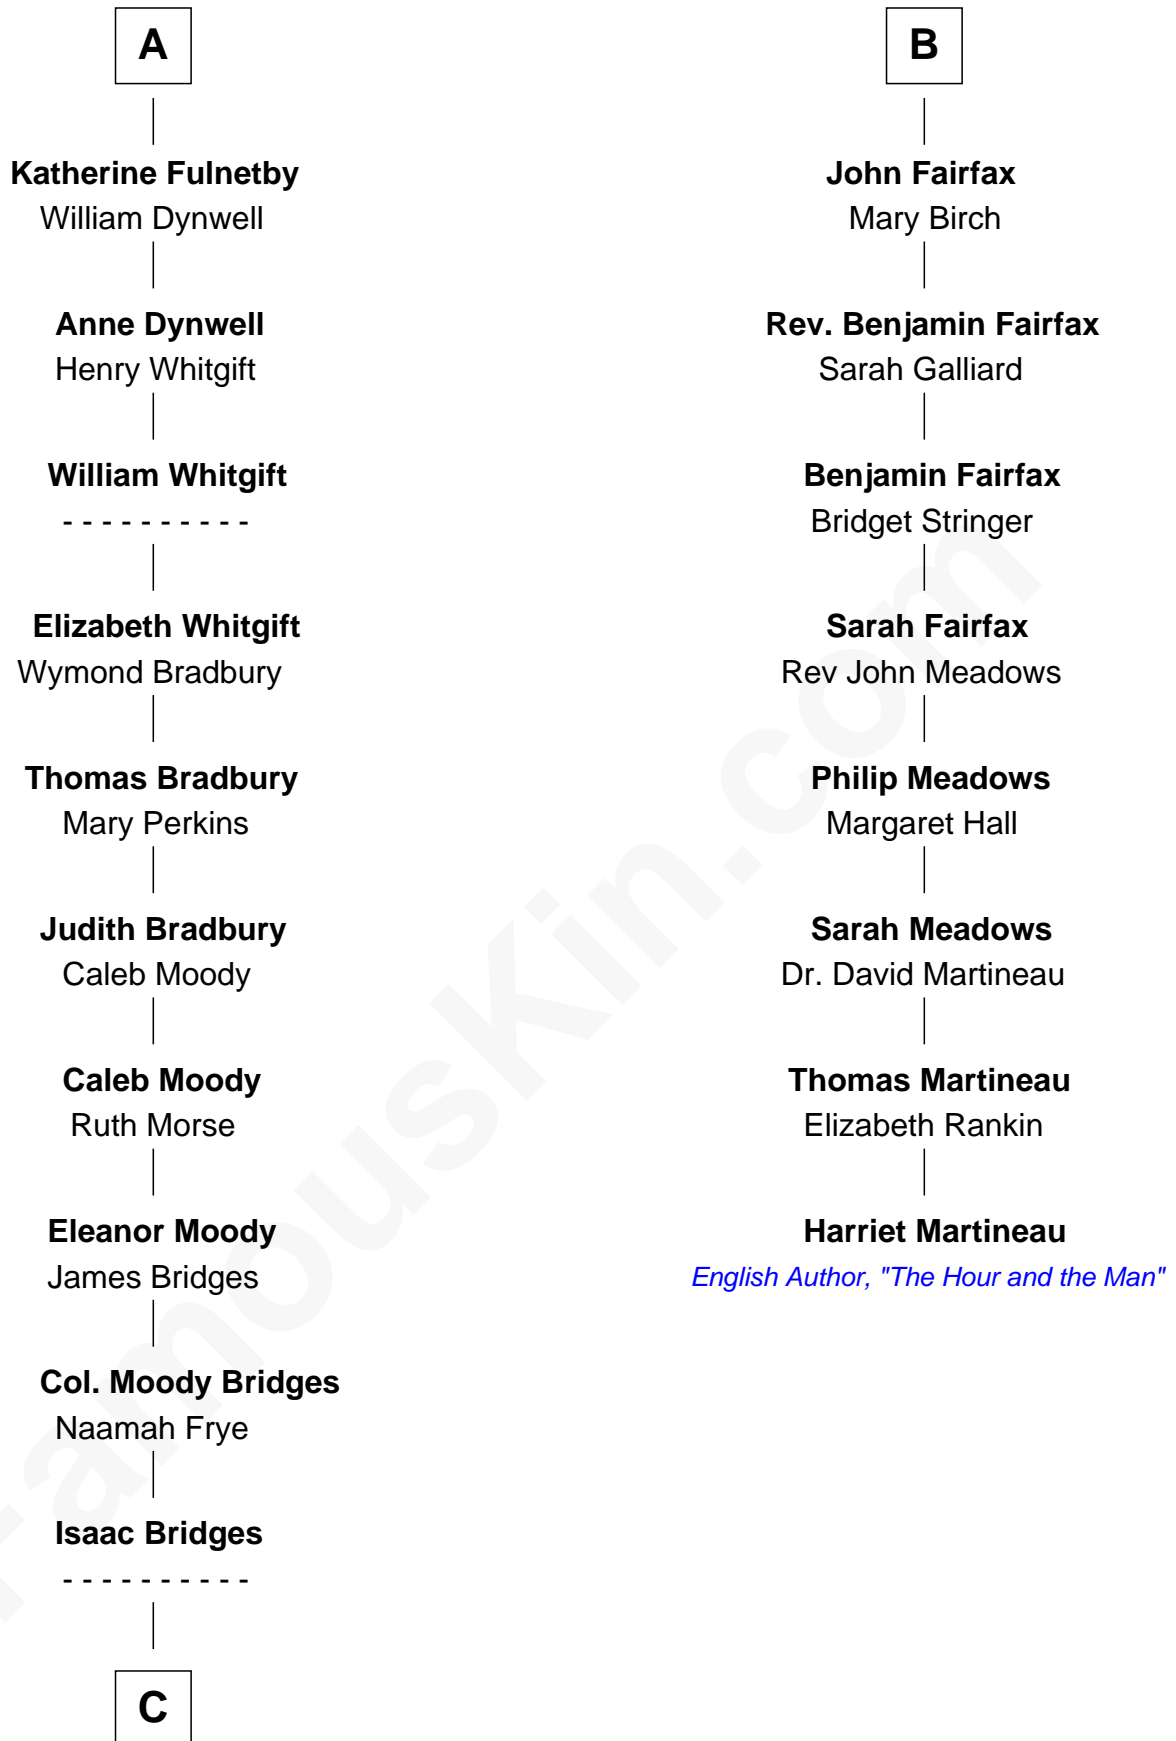 A
Katherine Fulnetby
William Dynwell
Anne Dynwell
Henry Whitgift
William Whitgift
- - - - - - - - - -
Elizabeth Whitgift
Wymond Bradbury
Thomas Bradbury
Mary Perkins
Judith Bradbury
Caleb Moody
Caleb Moody
Ruth Morse
Eleanor Moody
James Bridges
Col. Moody Bridges
Naamah Frye
Isaac Bridges
- - - - - - - - - -
C
B
John Fairfax
Mary Birch
Rev. Benjamin Fairfax
Sarah Galliard
Benjamin Fairfax
Bridget Stringer
Sarah Fairfax
Rev John Meadows
Philip Meadows
Margaret Hall
Sarah Meadows
Dr. David Martineau
Thomas Martineau
Elizabeth Rankin
Harriet Martineau
English Author, "The Hour and the Man"
FamousKin.com